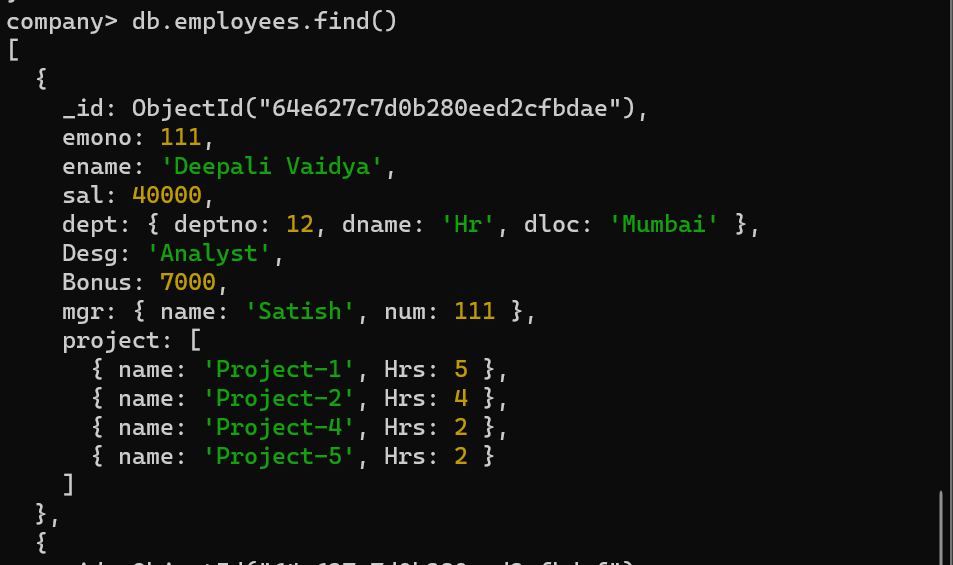 company> db.employees.find()
[
  {
    _id: ObjectId("64e627c7d0b280eed2cfbdae"),
    emono: 111,
    ename: 'Deepali Vaidya',
    sal: 40000,
    dept: { deptno: 12, dname: 'Hr', dloc: 'Mumbai' },
    Desg: 'Analyst',
    Bonus: 7000,
    mgr: { name: 'Satish', num: 111 },
    project: [
      { name: 'Project-1', Hrs: 5 },
      { name: 'Project-2', Hrs: 4 },
      { name: 'Project-4', Hrs: 2 },
      { name: 'Project-5', Hrs: 2 }
    ]
  },
  {